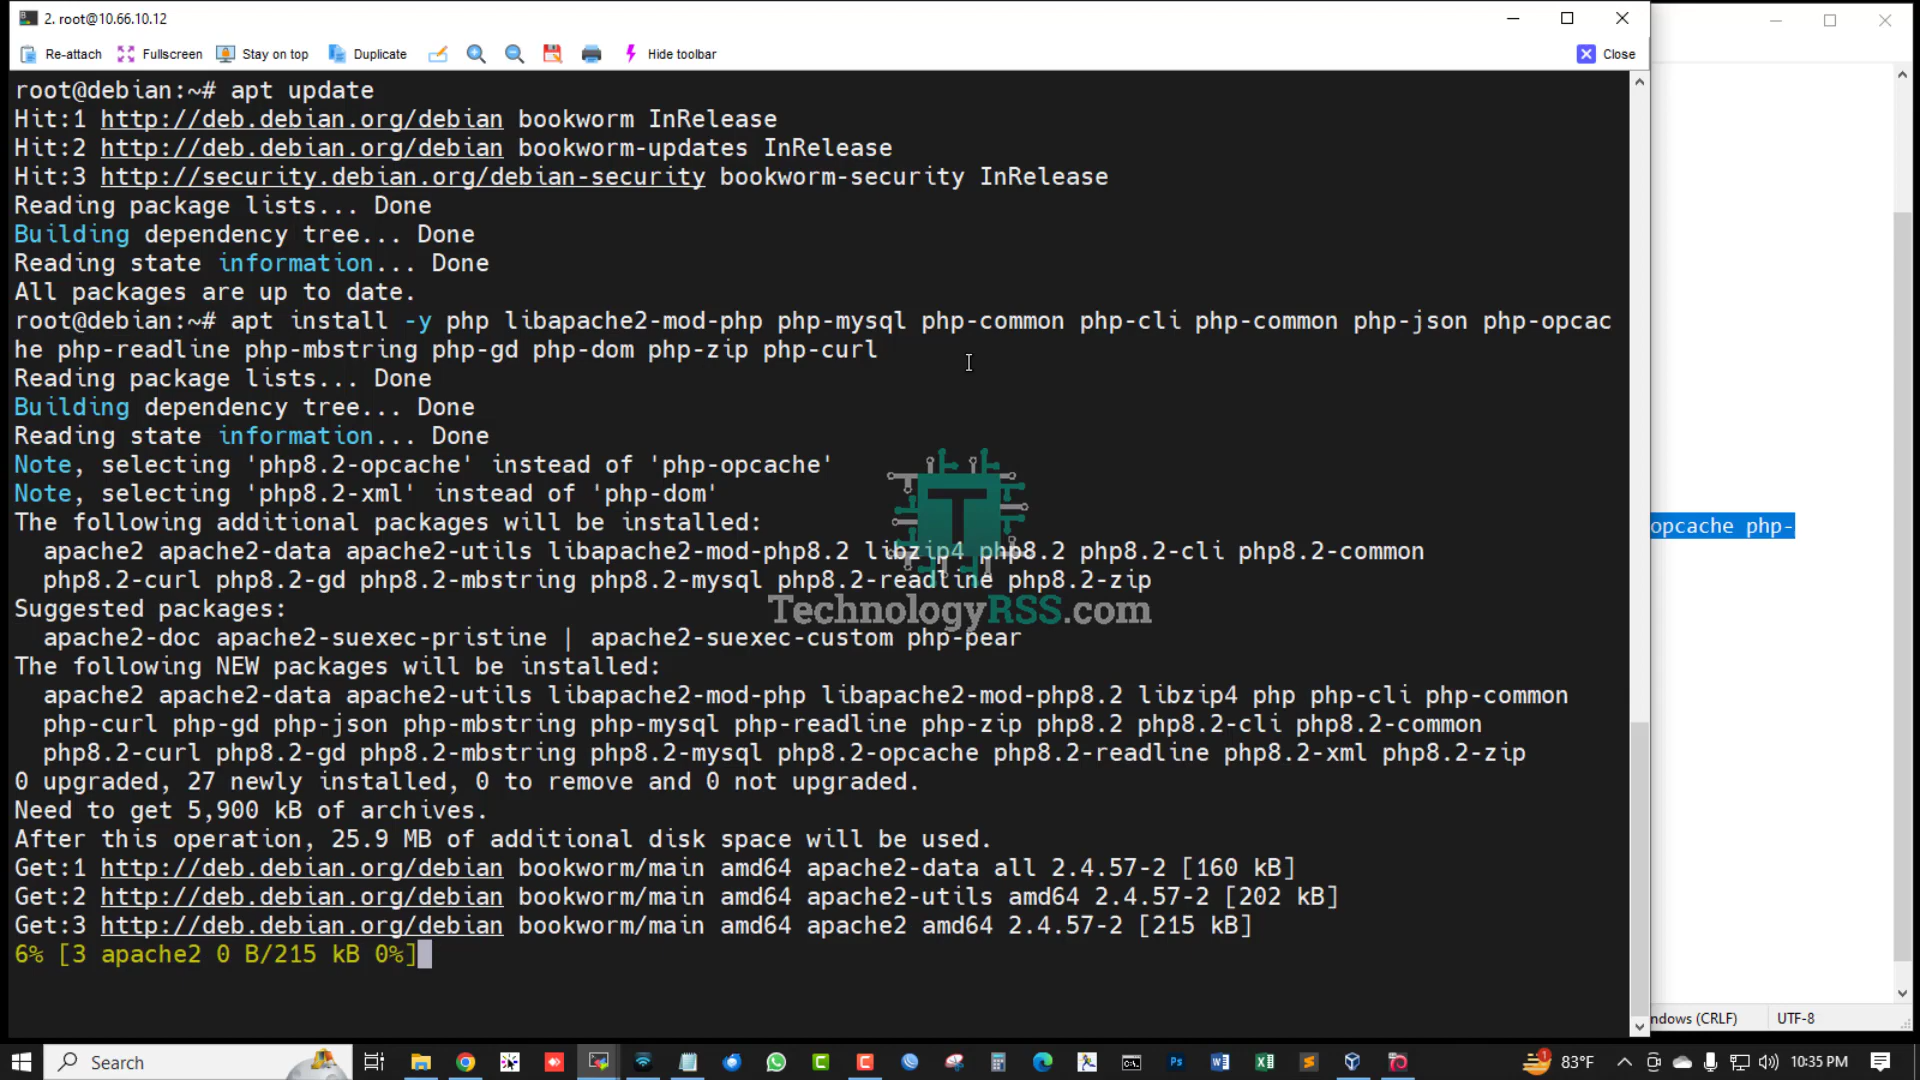 2. root@10.66.10.12
Re-attach Fullscreen Stay on top Duplicate Hide toolbar Close
root@debian:~# apt update
Hit:1 http://deb.debian.org/debian bookworm InRelease
Hit:2 http://deb.debian.org/debian bookworm-updates InRelease
Hit:3 http://security.debian.org/debian-security bookworm-security InRelease
Reading package lists... Done
Building dependency tree... Done
Reading state information... Done
All packages are up to date.
root@debian:~# apt install -y php libapache2-mod-php php-mysql php-common php-cli php-common php-json php-opcac
he php-readline php-mbstring php-gd php-dom php-zip php-curl
Reading package lists... Done
Building dependency tree... Done
Reading state information... Done
Note, selecting 'php8.2-opcache' instead of 'php-opcache'
Note, selecting 'php8.2-xml' instead of 'php-dom'
The following additional packages will be installed:
apache2 apache2-data apache2-utils libapache2-mod-php8.2 libzip4 php8.2 php8.2-cli php8.2-common
php8.2-curl php8.2-gd php8.2-mbstring php8.2-mysql php8.2-readline php8.2-zip
Suggested packages:
apache2-doc apache2-suexec-pristine | apache2-suexec-custom php-pear
The following NEW packages will be installed:
apache2 apache2-data apache2-utils libapache2-mod-php libapache2-mod-php8.2 libzip4 php php-cli php-common
php-curl php-gd php-json php-mbstring php-mysql php-readline php-zip php8.2 php8.2-cli php8.2-common
php8.2-curl php8.2-gd php8.2-mbstring php8.2-mysql php8.2-opcache php8.2-readline php8.2-xml php8.2-zip
0 upgraded, 27 newly installed, 0 to remove and 0 not upgraded.
Need to get 5,900 kB of archives.
After this operation, 25.9 MB of additional disk space will be used.
Get:1 http://deb.debian.org/debian bookworm/main amd64 apache2-data all 2.4.57-2 [160 kB]
Get:2 http://deb.debian.org/debian bookworm/main amd64 apache2-utils amd64 2.4.57-2 [202 kB]
Get:3 http://deb.debian.org/debian bookworm/main amd64 apache2 amd64 2.4.57-2 [215 kB]
6% [3 apache2 0 B/215 kB 0%]
T
TechnologyRSS.com
opcache php-
ndows (CRLF) UTF-8
Search
83°F 10:35 PM